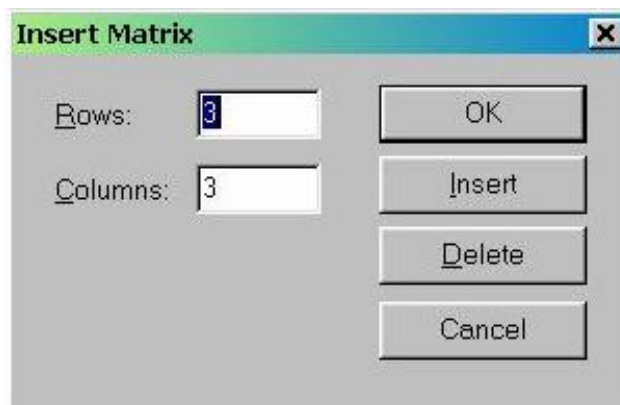 Insert Matrix
Rows: 3
OK
Columns: 3
Insert
Delete
Cancel